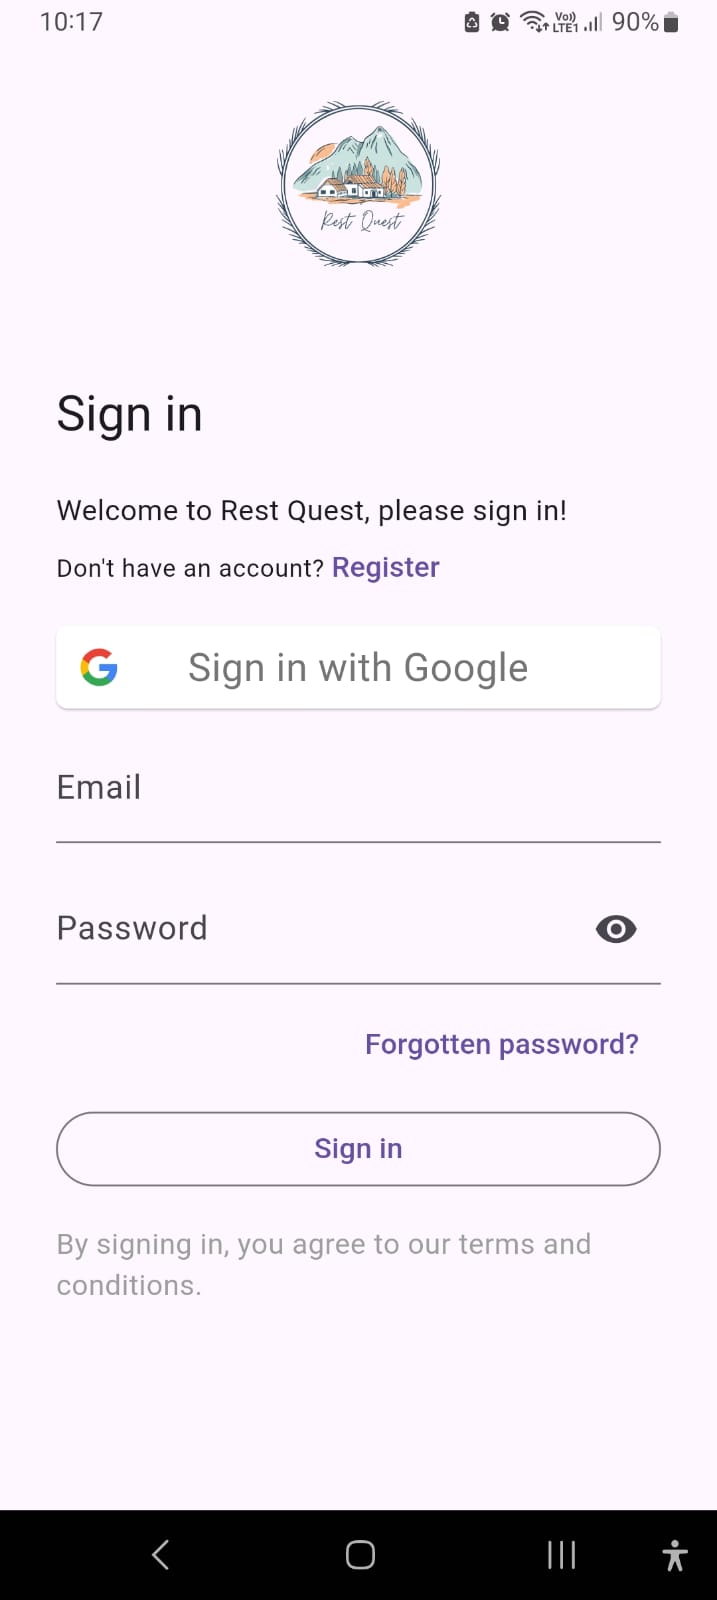 10:17
Vo))
LTE1
90%
Rest Quest
Sign in
Welcome to Rest Quest, please sign in!
Don't have an account? Register
Sign in with Google
Email
Password
Forgotten password?
Sign in
By signing in, you agree to our terms and
conditions.